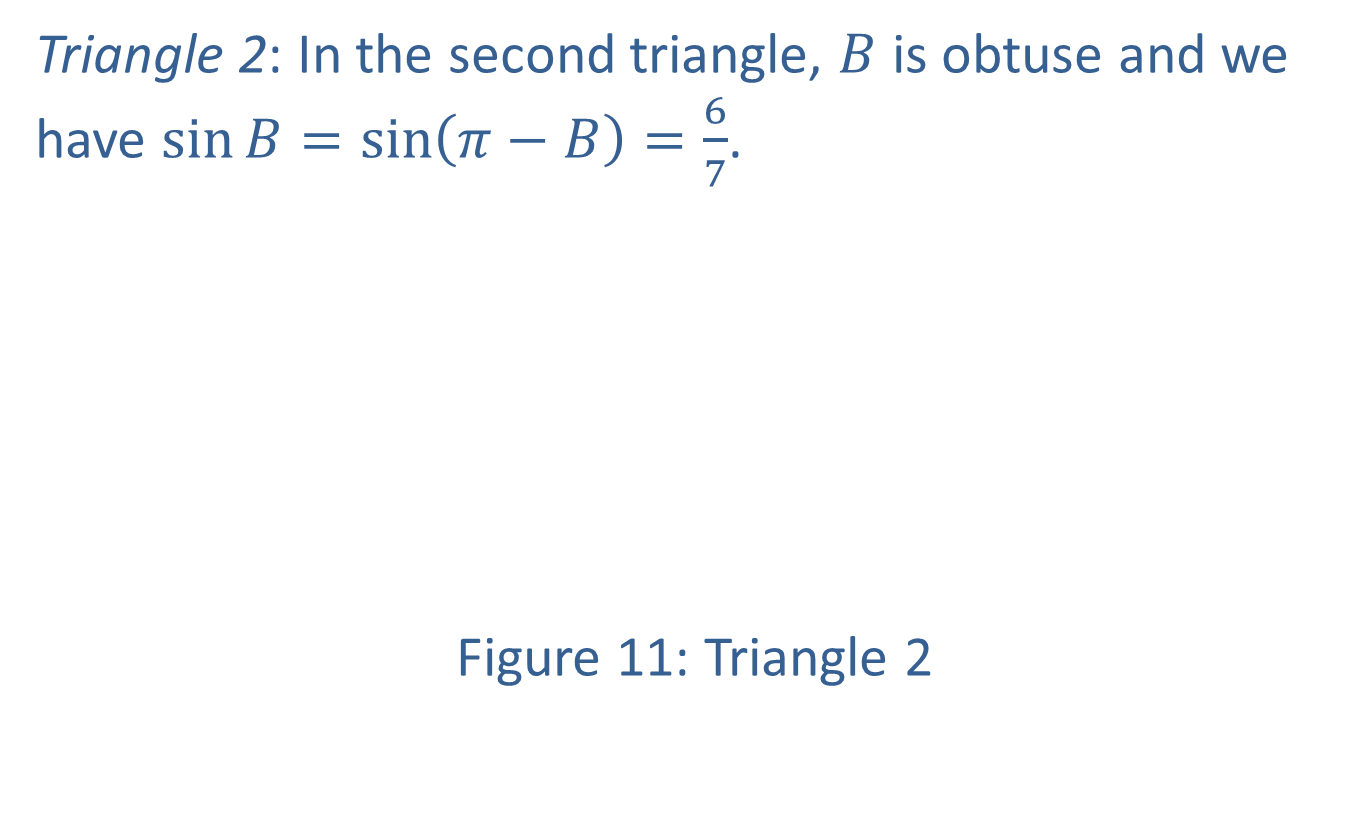 Triangle 2: In the second triangle, B is obtuse and we
have sin B = sin(π − B) = 6/7.
Figure 11: Triangle 2